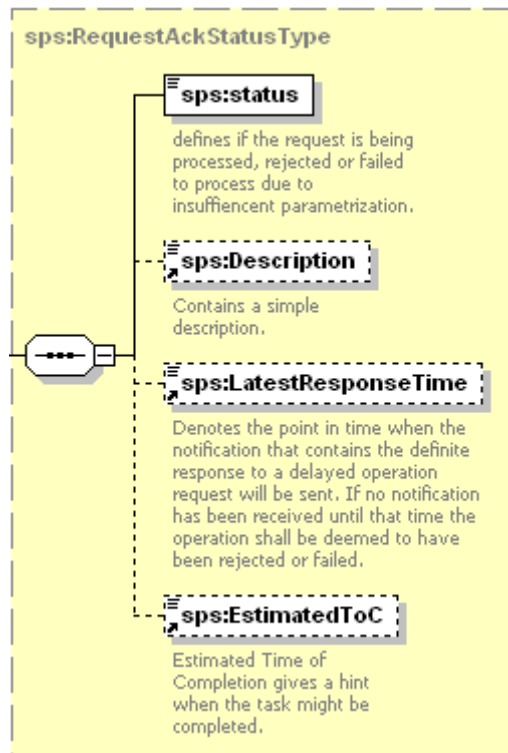 sps:RequestAckStatusType
sps:status
defines if the request is being
processed, rejected or failed
to process due to
insuffiencent parametrization.
sps:Description
Contains a simple
description.
sps:LatestResponseTime
Denotes the point in time when the
notification that contains the definite
response to a delayed operation
request will be sent. If no notification
has been received until that time the
operation shall be deemed to have
been rejected or failed.
sps:EstimatedToC
Estimated Time of
Completion gives a hint
when the task might be
completed.